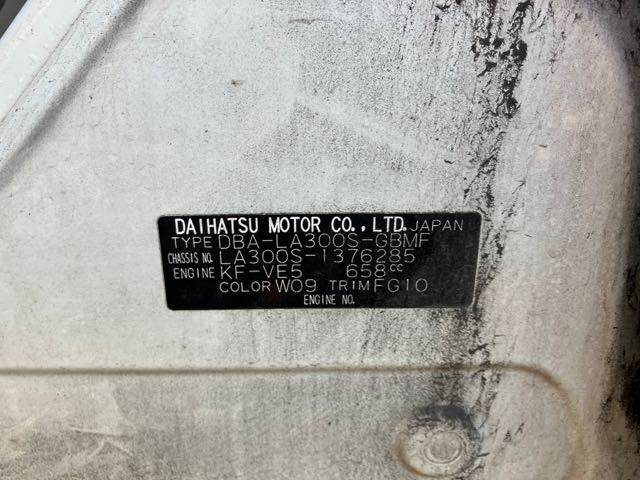 DAIHATSU MOTOR CO., LTD. JAPAN
TYPE DBA-LA300S-GBMF
CHASSIS NO. LA300S-1376285
ENGINE KF-VE5 658cc
COLOR W09 TRIM FG10
ENGINE NO.